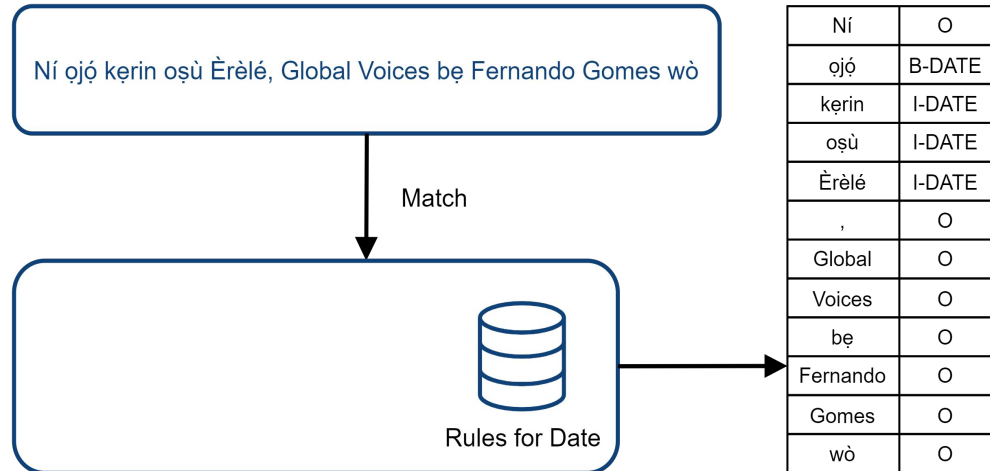 Ní ọjọ́ kẹrin oṣù Èrèlé, Global Voices bẹ Fernando Gomes wò
Match
Rules for Date
Ní O
ọjọ́ B-DATE
kẹrin I-DATE
oṣù I-DATE
Èrèlé I-DATE
, O
Global O
Voices O
bẹ O
Fernando O
Gomes O
wò O